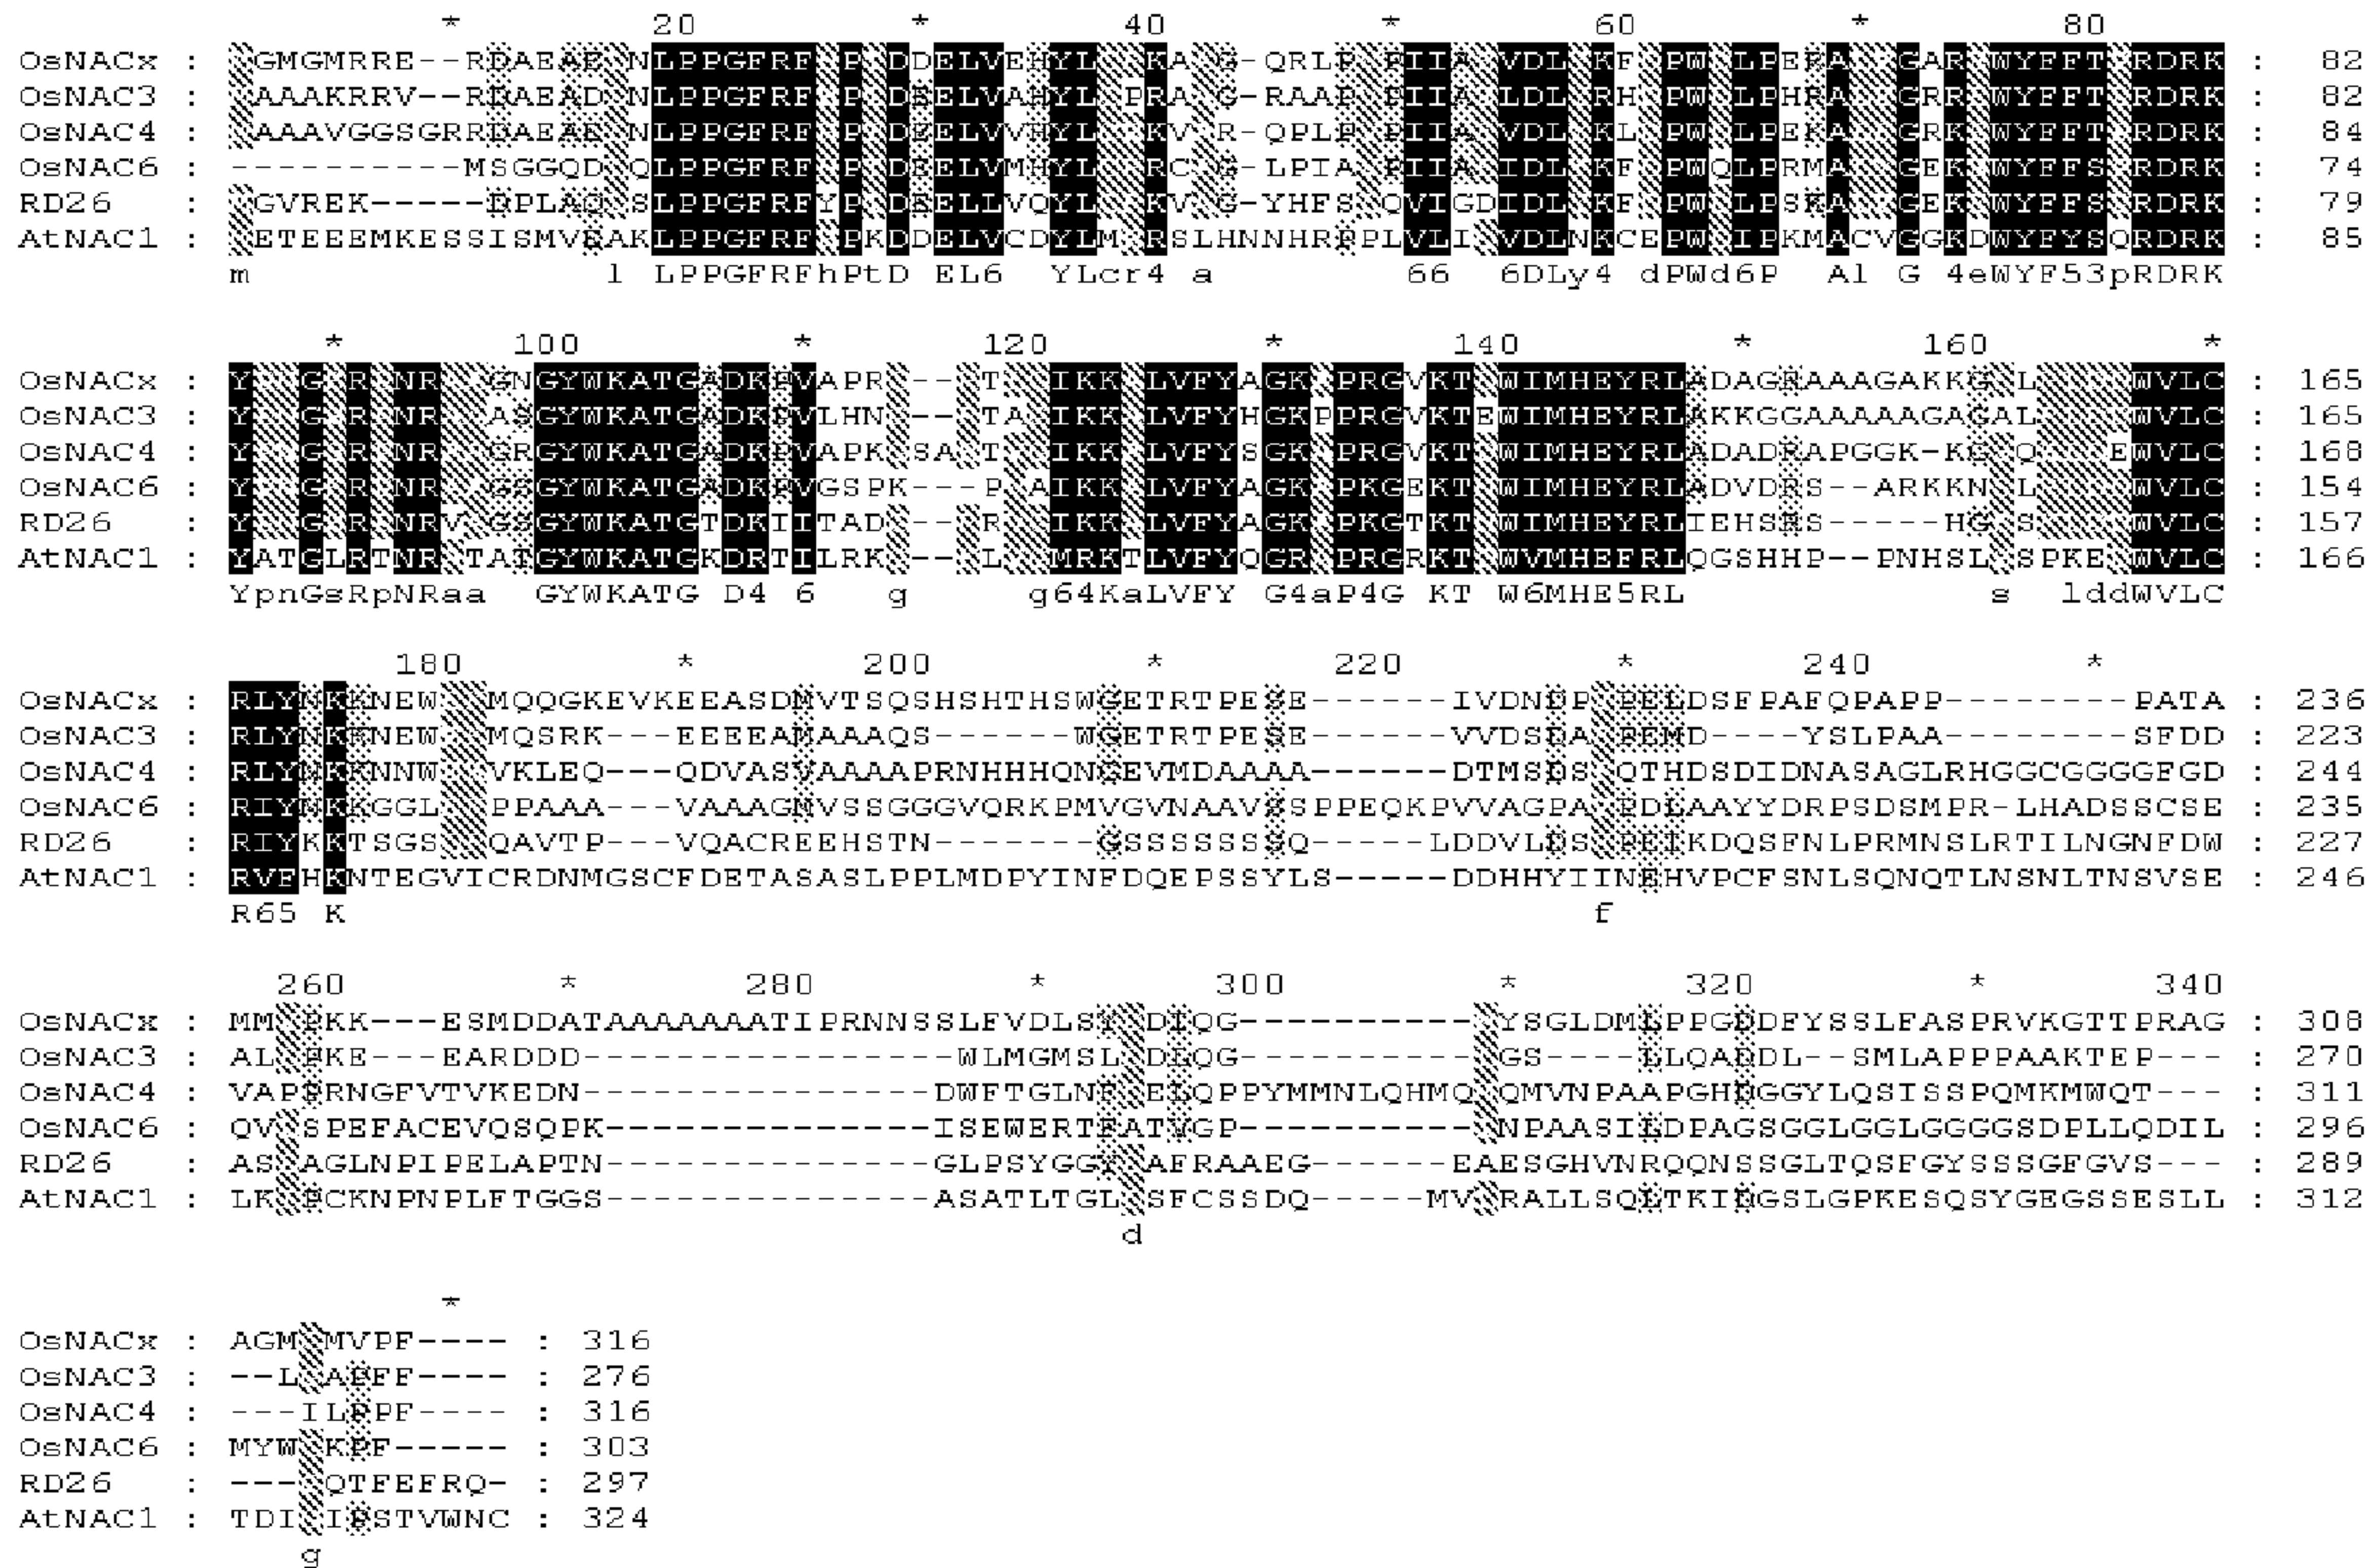 * 20 * 40 * 60 * 80
OsNACx : GMGMRRE--RDAEAE NLPPGFRF P DDELVEHYL KA G-QRLP PIIA VDL KF PW LPERA GAR WYFFT RDRK : 82
OsNAC3 : AAAKRRV--RDAEAD NLPPGFRF P DEELVAHYL PRA G-RAAP PIIA LDL RH PW LPHRA GRR WYFFT RDRK : 82
OsNAC4 : AAAVGGSGRRDAEAE NLPPGFRF P DEELVVHYL KV R-QPLP PIIA VDL KL PW LPEKA GRK WYFFT RDRK : 84
OsNAC6 : ----------MSGGQD QLPPGFRF P DEELVMHYL RC G-LPIA PIIA IDL KF PWQLPRMA GEK WYFFS RDRK : 74
RD26 : GVREK-----DPLAQ SLPPGFRFYP DEELLVQYL KV G-YHFS QVIGDIDL KF PW LPSKA GEK WYFFS RDRK : 79
AtNAC1 : ETEEEMKESSISMVEAKLPPGFRF PKDDELVCDYLM RSLHNNHRPPLVLI VDLNKCEPW IPKMACVGGKDWYFYSQRDRK : 85
m l LPPGFRFhPtD EL6 YLcr4 a 66 6DLy4 dPWd6P Al G 4eWYF53pRDRK
* 100 * 120 * 140 * 160 *
OsNACx : Y G R NR GNGYWKATGADKPVAPR -- T IKK LVFYAGK PRGVKT WIMHEYRLADAGRAAAGAKKG L WVLC : 165
OsNAC3 : Y G R NR ASGYWKATGADKPVLHN -- TA IKK LVFYHGKPPRGVKTEWIMHEYRLAKKGGAAAAAGAGAL WVLC : 165
OsNAC4 : Y G R NR GRGYWKATGADKPVAPK SA T IKK LVFYSGK PRGVKT WIMHEYRLADADRAPGGK-KG Q EWVLC : 168
OsNAC6 : Y G R NR GSGYWKATGADKPVGSPK---P AIKK LVFYAGK PKGEKT WIMHEYRLADVDRS--ARKKN L WVLC : 154
RD26 : Y G R NRV GSGYWKATGTDKIITAD -- R IKK LVFYAGK PKGTKT WIMHEYRLIEHSRS-----HG S WVLC : 157
AtNAC1 : YATGLRTNR TATGYWKATGKDRTILRK -- L MRKTLVFYQGR PRGRKT WVMHEFRLQGSHHP--PNHSL SPKE WVLC : 166
YpnGsRpNRaa GYWKATG D4 6 g g64KaLVFY G4aP4G KT W6MHE5RL s lddWVLC
180 * 200 * 220 * 240 *
OsNACx : RLYNKKNEW MQQGKEVKEEASDMVTSQSHSHTHSWGETRTPESE------IVDNDP PELDSFPAFQPAPP--------PATA : 236
OsNAC3 : RLYNKKNEW MQSRK---EEEEAMAAAQS------WGETRTPESE------VVDSDA PEMD----YSLPAA--------SFDD : 223
OsNAC4 : RLYNKKNNW VKLEQ---QDVASVAAAAPRNHHHQNGEVMDAAAA------DTMSDS QTHDSDIDNASAGLRHGGCGGGGFGD : 244
OsNAC6 : RIYNKKGGL PPAAA---VAAAGMVSSGGGVQRKPMVGVNAAVSSPPEQKPVVAGPA PDLAAYYDRPSDSMPR-LHADSSCSE : 235
RD26 : RIYKKTSGS QAVTP---VQACREEHSTN-------GSSSSSSSQ-----LDDVLDS PEIKDQSFNLPRMNSLRTILNGNFDW : 227
AtNAC1 : RVFHKNTEGVICRDNMGSCFDETASASLPPLMDPYINFDQEPSSYLS-----DDHHYIINEHVPCFSNLSQNQTLNSNLTNSVSE : 246
R65 K f
260 * 280 * 300 * 320 * 340
OsNACx : MM PKK---ESMDDATAAAAAAATIPRNNSSLFVDLSY DIQG---------- YSGLDMLPPGDDFYSSLFASPRVKGTTPRAG : 308
OsNAC3 : AL PKE---EARDDD----------------WLMGMSL DLQG---------- GS----LLQADDL--SMLAPPPAAKTEP--- : 270
OsNAC4 : VAPPRNGFVTVKEDN---------------DWFTGLNF ELQPPYMMNLQHMQ QMVNPAAPGHDGGYLQSISSPQMKMWQT--- : 311
OsNAC6 : QV SPEFACEVQSQPK--------------ISEWERTFATVGP---------- NPAASILDPAGSGGLGGLGGGGSDPLLQDIL : 296
RD26 : AS AGLNPIPELAPTN--------------GLPSYGGY AFRAAEG------EAESGHVNRQQNSSGLTQSFGYSSSGFGVS--- : 289
AtNAC1 : LK PCKNPNPLFTGGS--------------ASATLTGL SFCSSDQ-----MV RALLSQLTKIDGSLGPKESQSYGEGSSESLL : 312
d
*
OsNACx : AGM MVPF---- : 316
OsNAC3 : --L APFF---- : 276
OsNAC4 : ---ILPPF---- : 316
OsNAC6 : MYW KPF----- : 303
RD26 : --- QTFEFRQ- : 297
AtNAC1 : TDI IPSTVWNC : 324
g